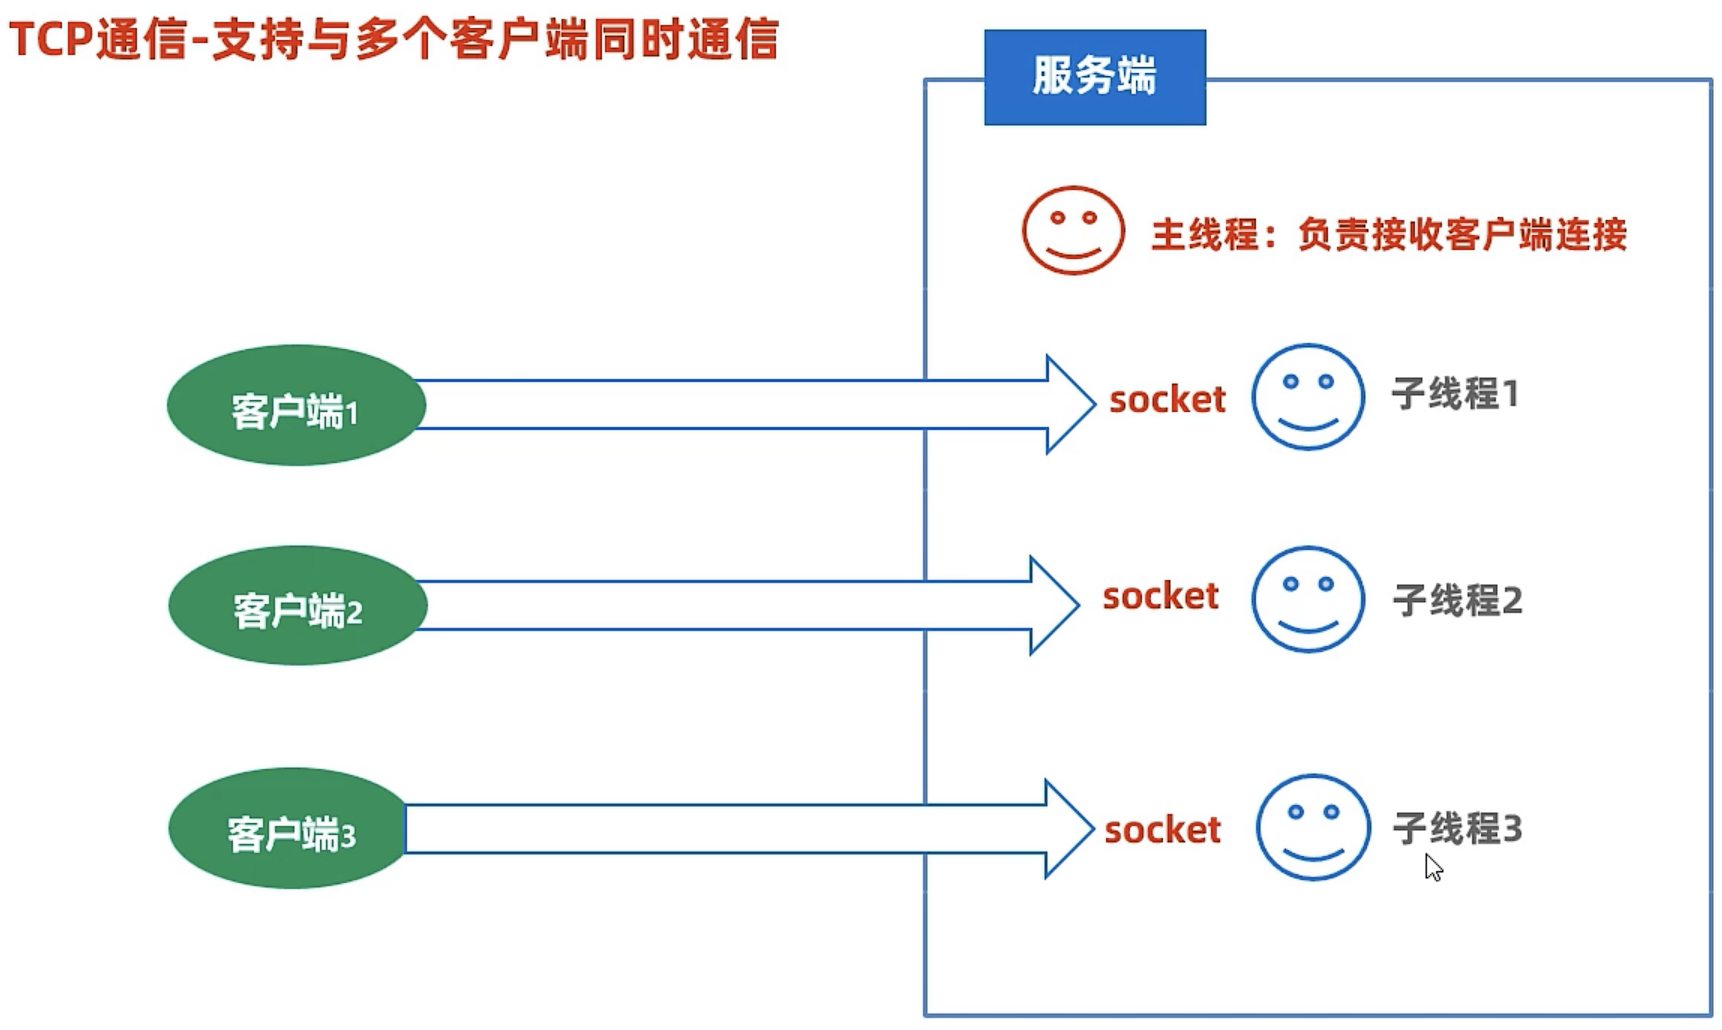 TCP通信-支持与多个客户端同时通信
服务端
主线程：负责接收客户端连接
客户端1
socket
子线程1
客户端2
socket
子线程2
客户端3
socket
子线程3